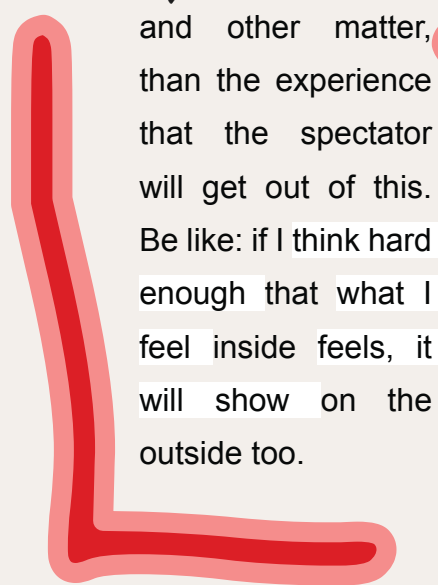 and other matter,
than the experience
that the spectator
will get out of this.
Be like: if I think hard
enough that what I
feel inside feels, it
will show on the
outside too.